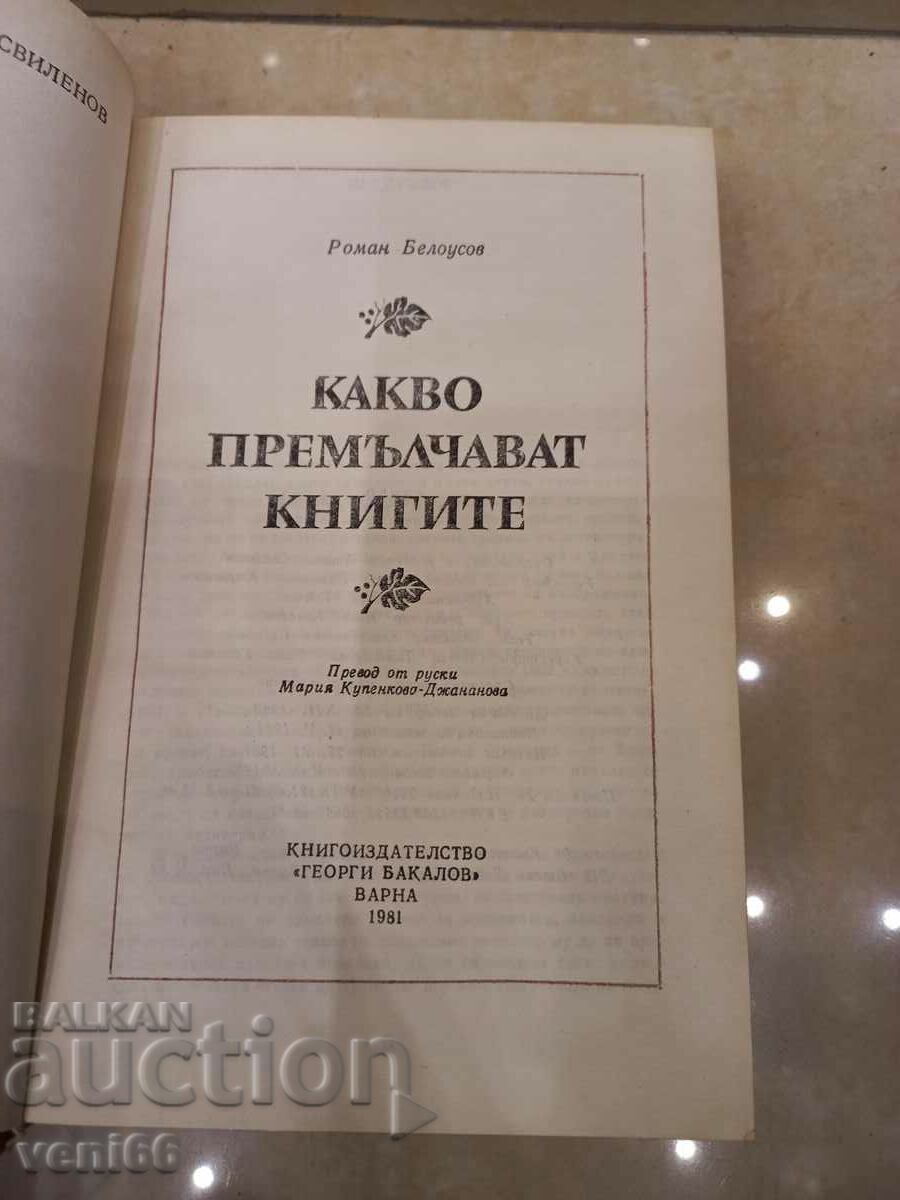 СВИЛЕНОВ
Роман Белоусов
КАКВО
ПРЕМЪЛЧАВАТ
КНИГИТЕ
Превод от руски
Мария Купенкова-Джананова
КНИГОИЗДАТЕЛСТВО
«ГЕОРГИ БАКАЛОВ»
ВАРНА
1981
BALKAN
auction
veni66